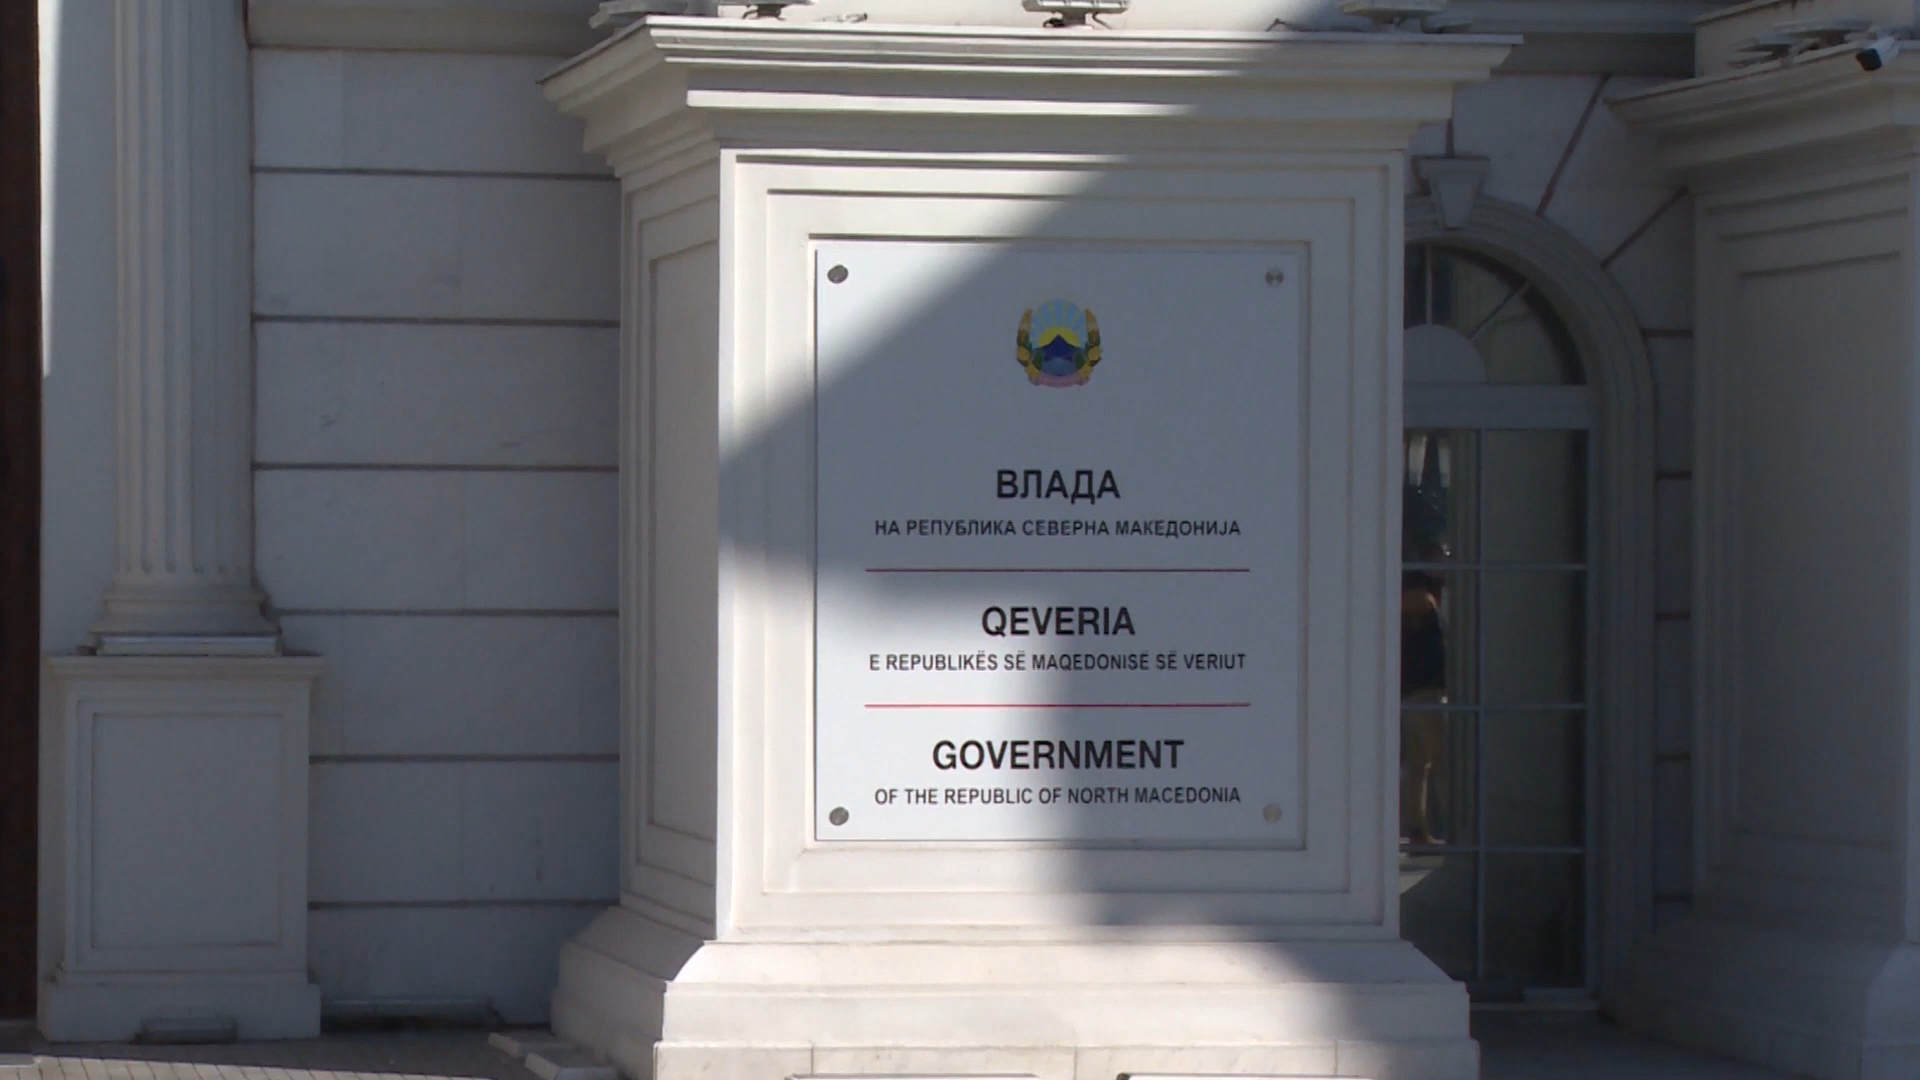 ВЛАДА
НА РЕПУБЛИКА СЕВЕРНА МАКЕДОНИЈА
QEVERIA
E REPUBLIKËS SË MAQEDONISË SË VERIUT
GOVERNMENT
OF THE REPUBLIC OF NORTH MACEDONIA